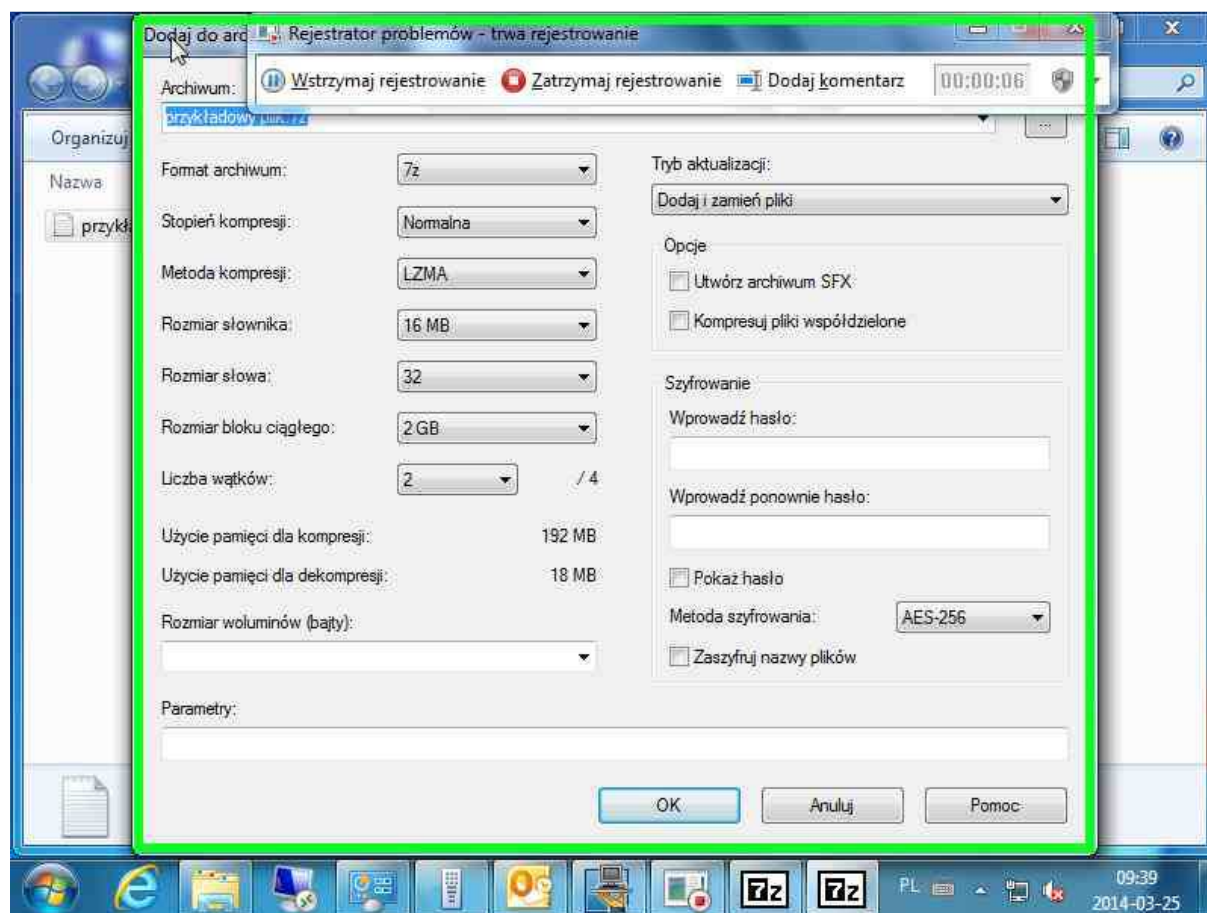 Dodaj do arc
Rejestrator problemów - trwa rejestrowanie
Wstrzymaj rejestrowanie
Zatrzymaj rejestrowanie
Dodaj komentarz
00:00:06
Archiwum:
przykładowy plik.7z
...
Organizuj
Nazwa
przykła
Format archiwum:
7z
Stopień kompresji:
Normalna
Metoda kompresji:
LZMA
Rozmiar słownika:
16 MB
Rozmiar słowa:
32
Rozmiar bloku ciągłego:
2 GB
Liczba wątków:
2
/ 4
Użycie pamięci dla kompresji:
192 MB
Użycie pamięci dla dekompresji:
18 MB
Rozmiar woluminów (bajty):
Tryb aktualizacji:
Dodaj i zamień pliki
Opcje
Utwórz archiwum SFX
Kompresuj pliki współdzielone
Szyfrowanie
Wprowadź hasło:
Wprowadź ponownie hasło:
Pokaż hasło
Metoda szyfrowania:
AES-256
Zaszyfruj nazwy plików
Parametry:
OK
Anuluj
Pomoc
7z
7z
PL
09:39
2014-03-25